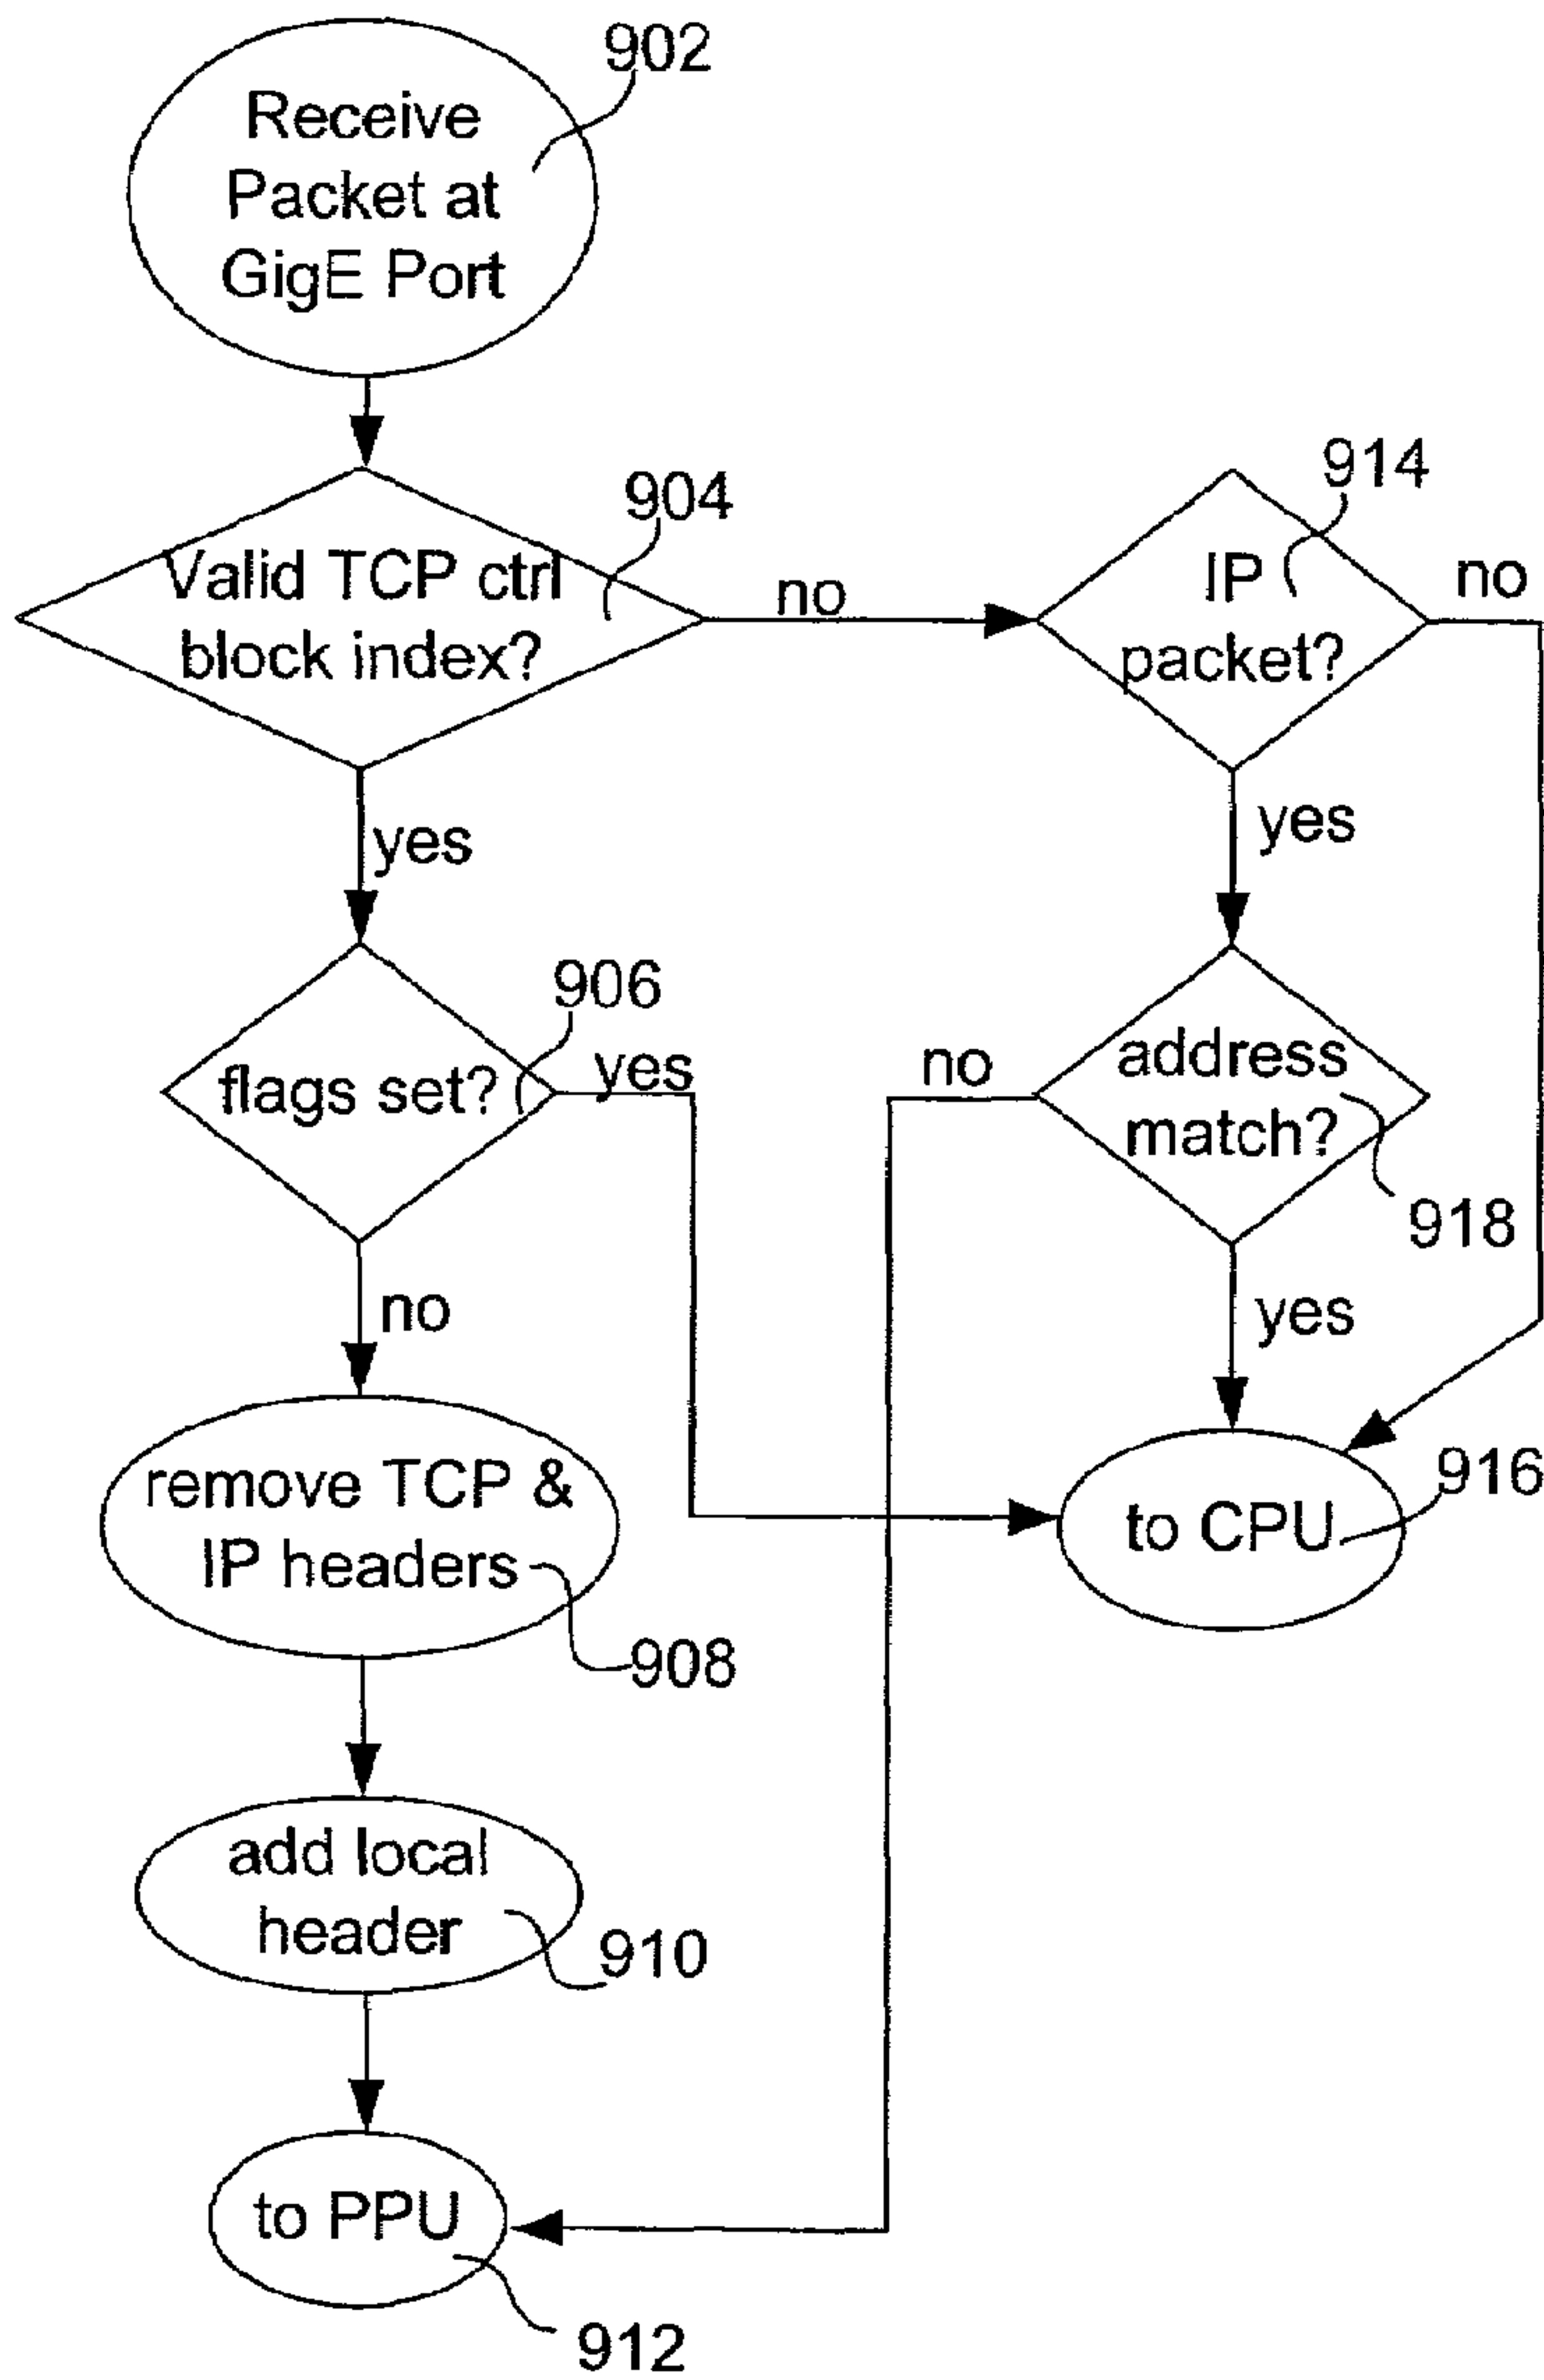 902
Receive
Packet at
GigE Port
904
Valid TCP ctrl
block index?
no
914
IP
packet?
no
yes
yes
906
flags set?
yes
no
address
match?
918
no
yes
remove TCP &
IP headers
908
to CPU
916
add local
header
910
to PPU
912